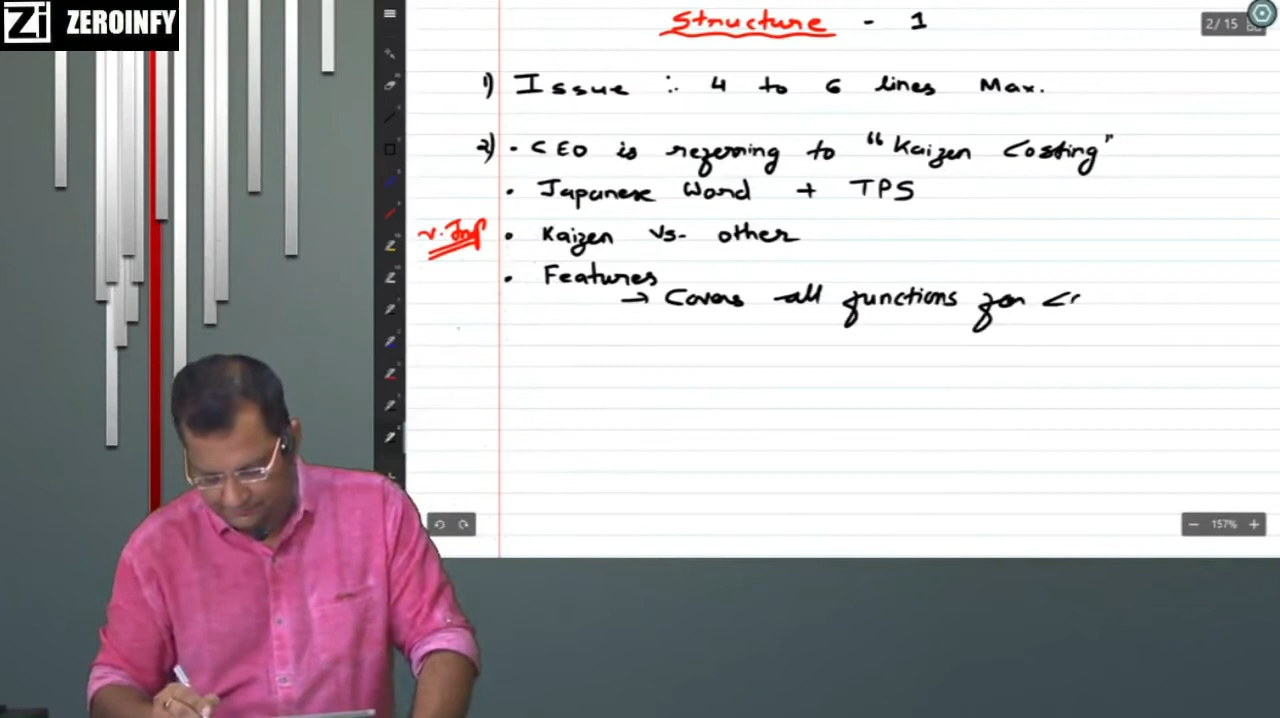 Zi ZEROINFY
Structure - 1
2/15
1) Issue : 4 to 6 lines Max.
2) • CEO is referring to "Kaizen Costing"
• Japanese Word + TPS
v. Imp • Kaizen vs. other
• Features
→ Covers all functions for
157%